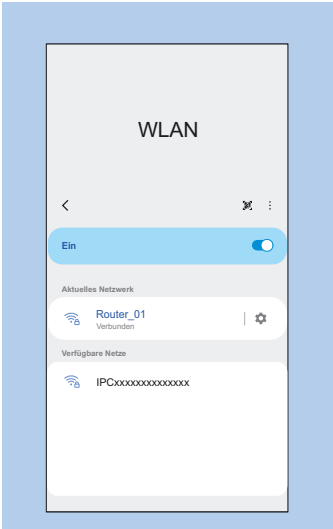 WLAN
Ein
Aktuelles Netzwerk
Router_01
Verbunden
Verfügbare Netze
IPCxxxxxxxxxxxxxx